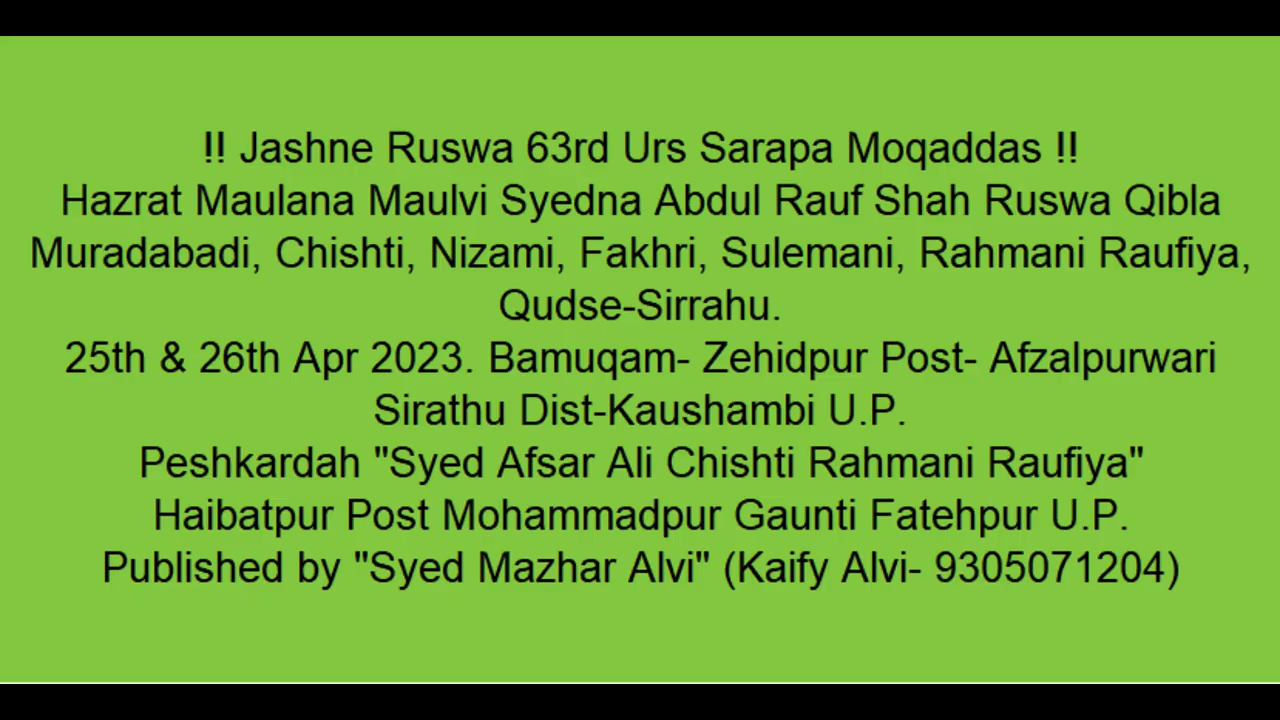 !! Jashne Ruswa 63rd Urs Sarapa Moqaddas !!
Hazrat Maulana Maulvi Syedna Abdul Rauf Shah Ruswa Qibla
Muradabadi, Chishti, Nizami, Fakhri, Sulemani, Rahmani Raufiya,
Qudse-Sirrahu.
25th & 26th Apr 2023. Bamuqam- Zehidpur Post- Afzalpurwari
Sirathu Dist-Kaushambi U.P.
Peshkardah "Syed Afsar Ali Chishti Rahmani Raufiya"
Haibatpur Post Mohammadpur Gaunti Fatehpur U.P.
Published by "Syed Mazhar Alvi" (Kaify Alvi- 9305071204)